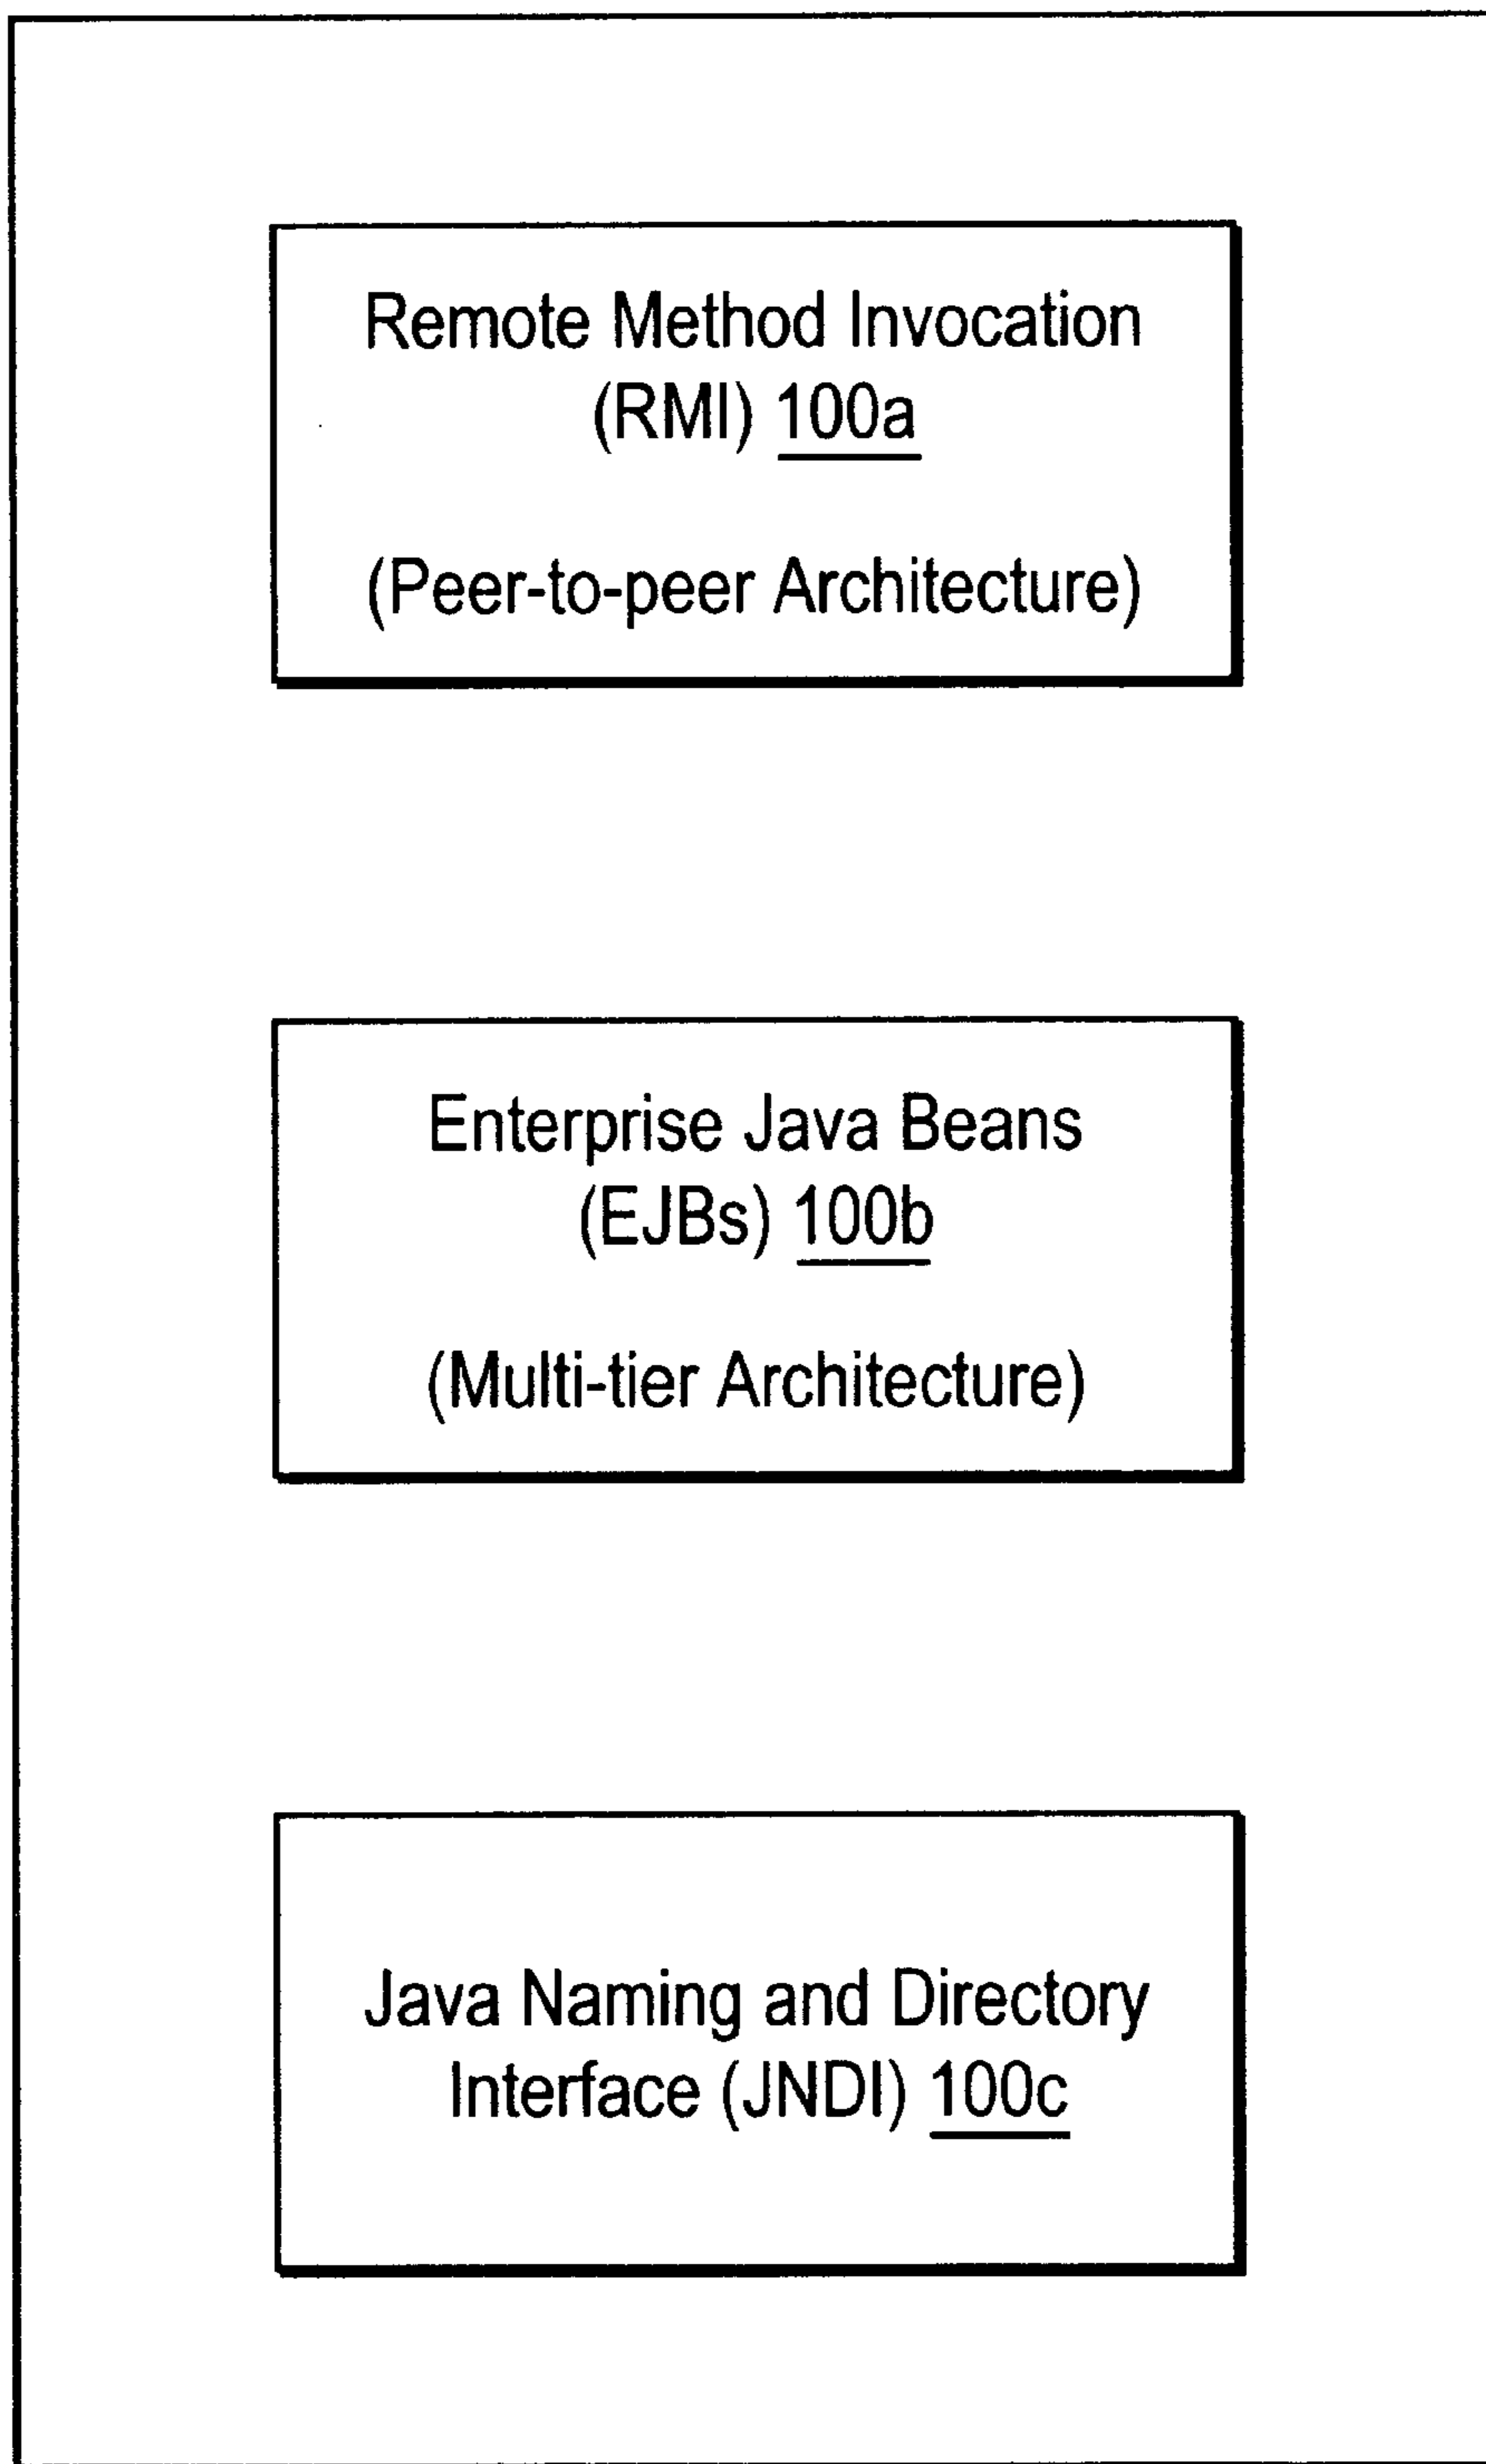 Remote Method Invocation
(RMI) 100a
(Peer-to-peer Architecture)
Enterprise Java Beans
(EJBs) 100b
(Multi-tier Architecture)
Java Naming and Directory
Interface (JNDI) 100c